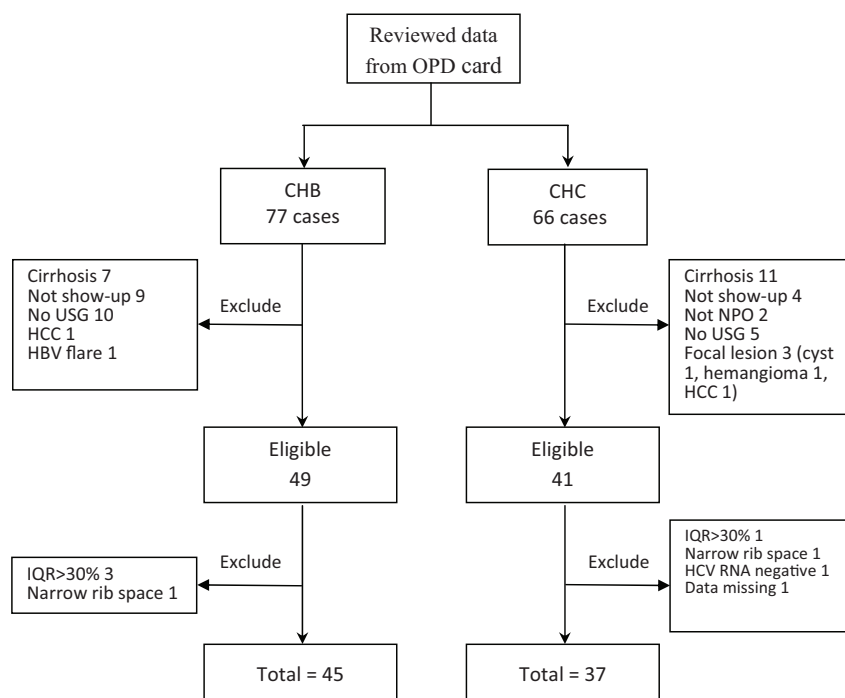 Reviewed data
from OPD card
CHB
77 cases
CHC
66 cases
Cirrhosis 7
Not show-up 9
No USG 10
HCC 1
HBV flare 1
Exclude
Exclude
Cirrhosis 11
Not show-up 4
Not NPO 2
No USG 5
Focal lesion 3 (cyst
1, hemangioma 1,
HCC 1)
Eligible
49
Eligible
41
IQR>30% 3
Narrow rib space 1
Exclude
Exclude
IQR>30% 1
Narrow rib space 1
HCV RNA negative 1
Data missing 1
Total = 45
Total = 37